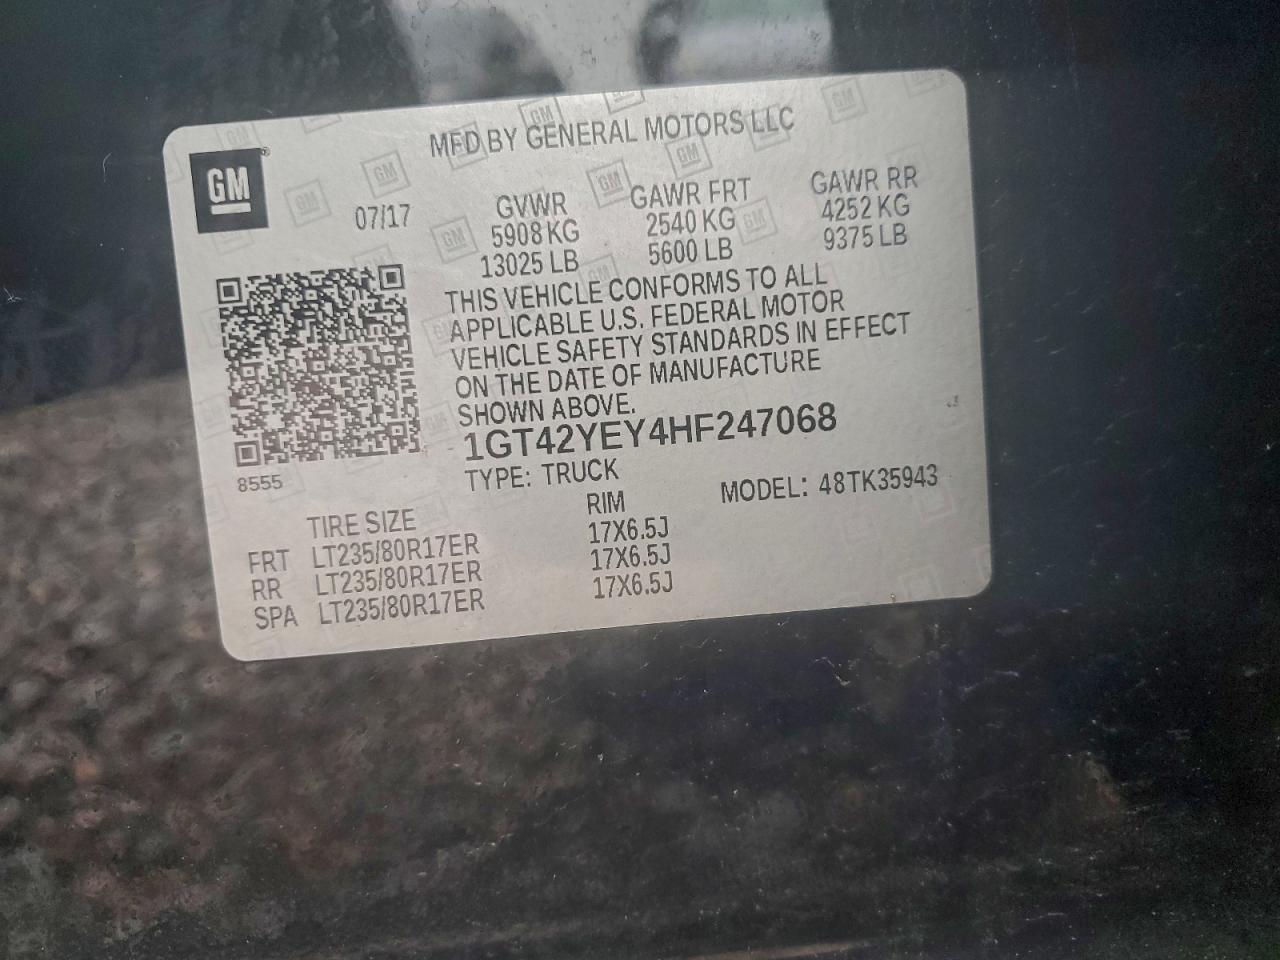 MFD BY GENERAL MOTORS LLC
GM
07/17
GVWR GAWR FRT GAWR RR
5908 KG 2540 KG 4252 KG
13025 LB 5600 LB 9375 LB
THIS VEHICLE CONFORMS TO ALL
APPLICABLE U.S. FEDERAL MOTOR
VEHICLE SAFETY STANDARDS IN EFFECT
ON THE DATE OF MANUFACTURE
SHOWN ABOVE.
1GT42YEY4HF247068
8555
TYPE: TRUCK MODEL: 48TK35943
TIRE SIZE RIM
FRT LT235/80R17ER 17X6.5J
RR LT235/80R17ER 17X6.5J
SPA LT235/80R17ER 17X6.5J